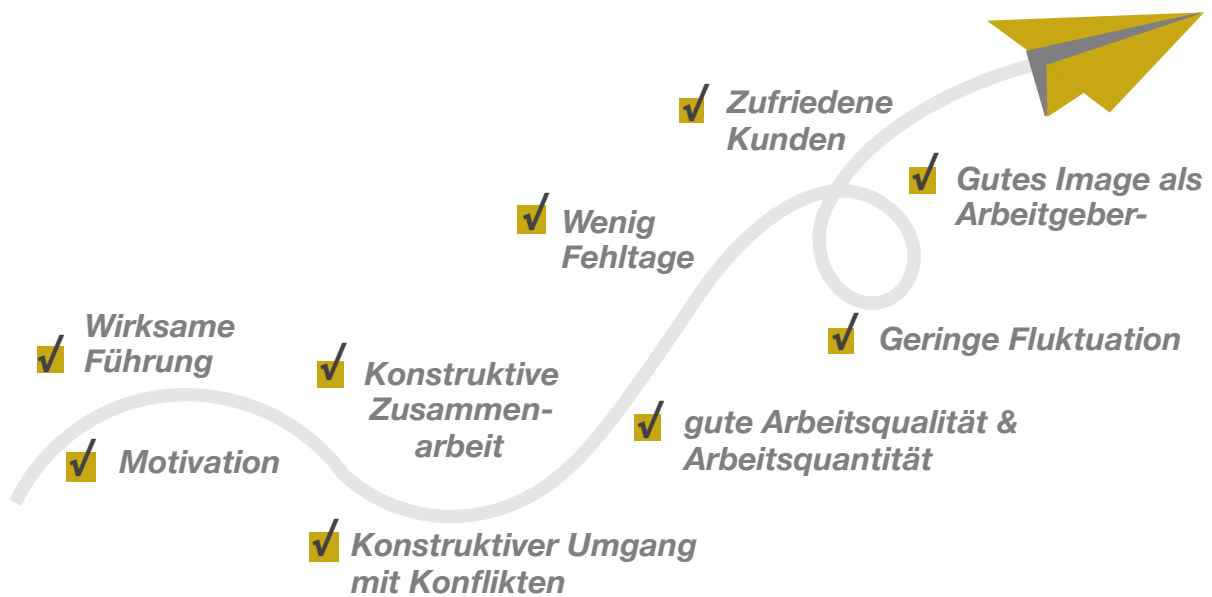 Zufriedene
Kunden
Gutes Image als
Arbeitgeber-
Wenig
Fehltage
Wirksame
Führung
Geringe Fluktuation
Konstruktive
Zusammen-
arbeit
gute Arbeitsqualität &
Arbeitsquantität
Motivation
Konstruktiver Umgang
mit Konflikten